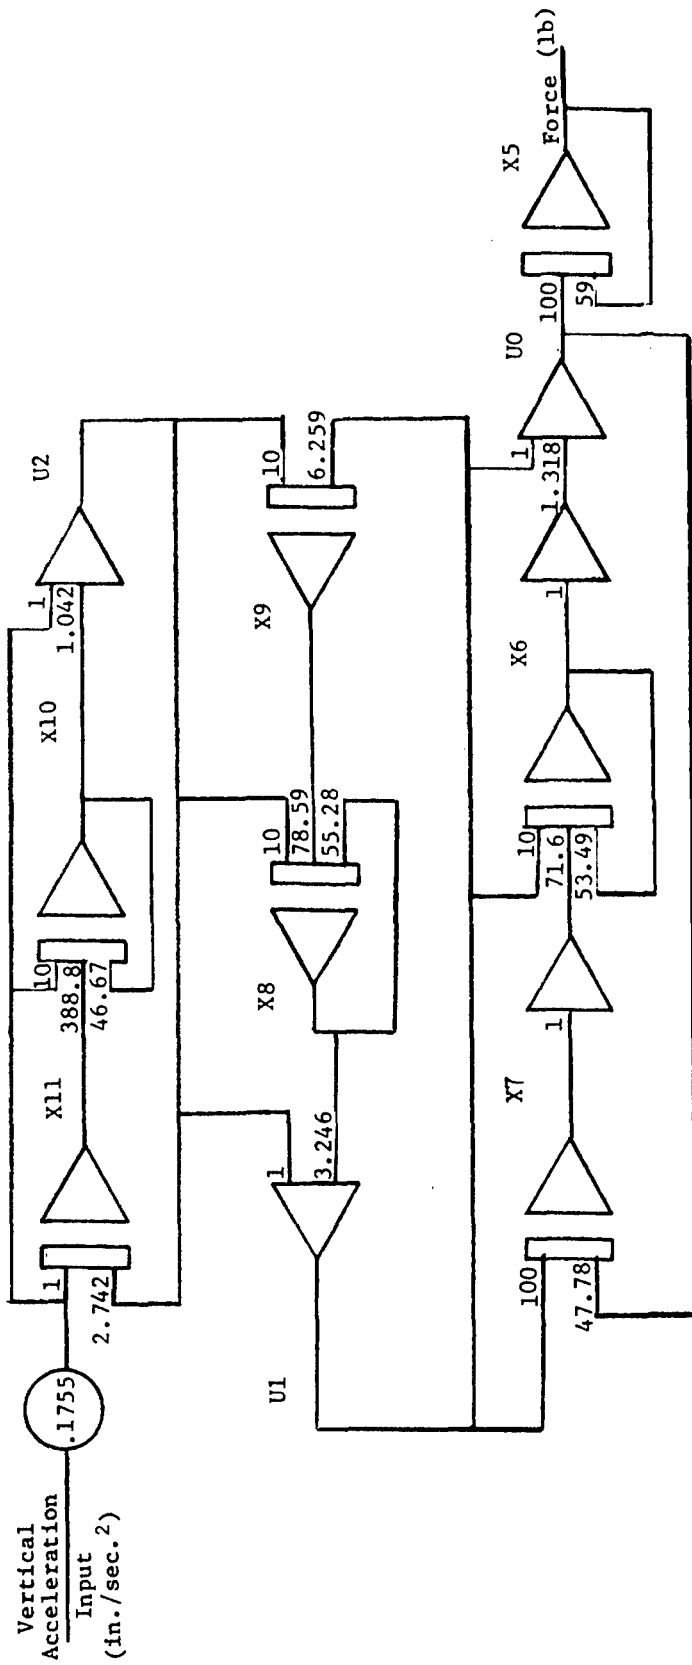 Vertical
Acceleration
Input
(in./sec.²)
.1755
1
2.742
X11
10
388.8
46.67
X10
1
1.042
U2
U1
1
3.246
X8
10
78.59
55.28
X9
10
6.259
100
47.78
X7
1
10
71.6
53.49
X6
1
1.318
1
U0
100
59
X5
Force (lb)